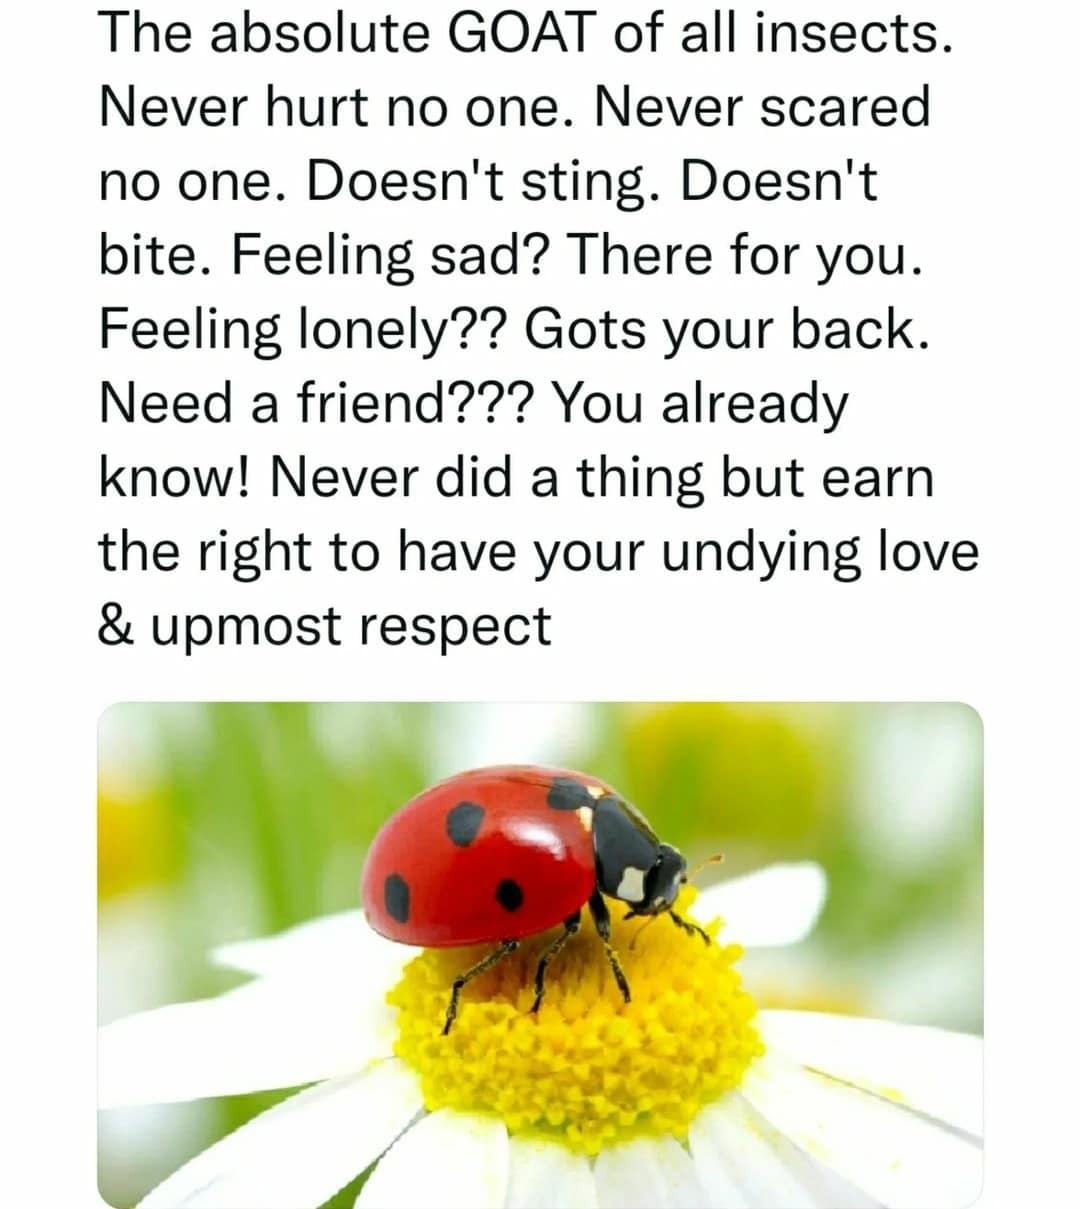 The absolute GOAT of all insects.
Never hurt no one. Never scared
no one. Doesn't sting. Doesn't
bite. Feeling sad? There for you.
Feeling lonely?? Gots your back.
Need a friend??? You already
know! Never did a thing but earn
the right to have your undying love
& upmost respect